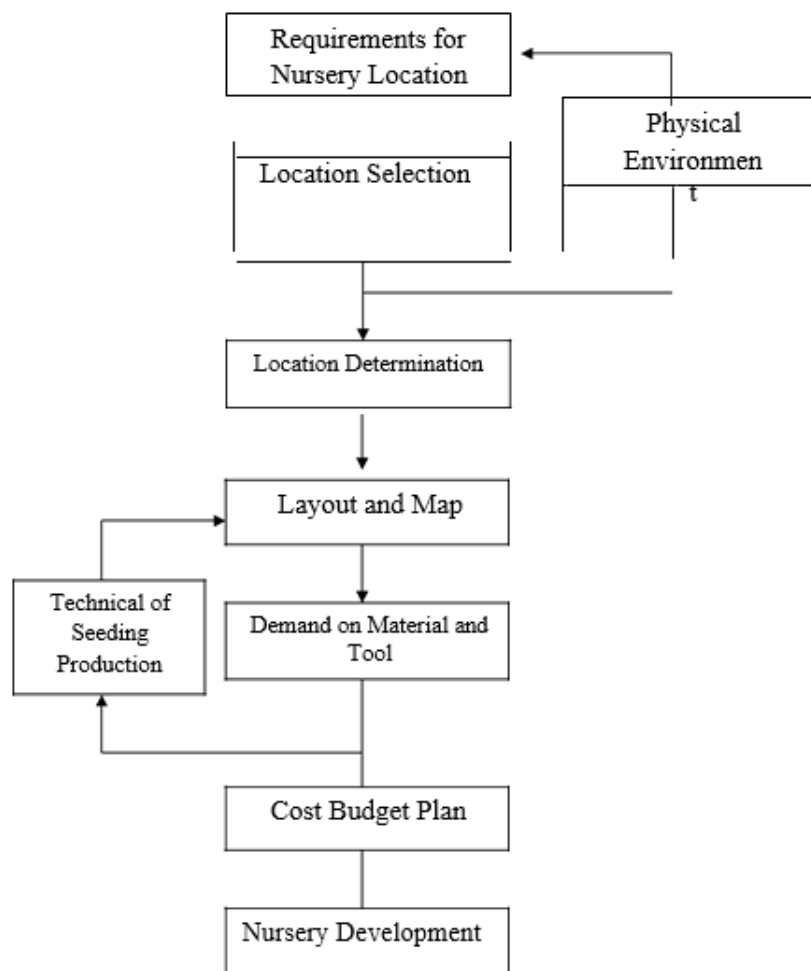 Requirements for
Nursery Location
Physical
Environmen
t
Location Selection
Location Determination
Layout and Map
Technical of
Seeding
Production
Demand on Material and
Tool
Cost Budget Plan
Nursery Development